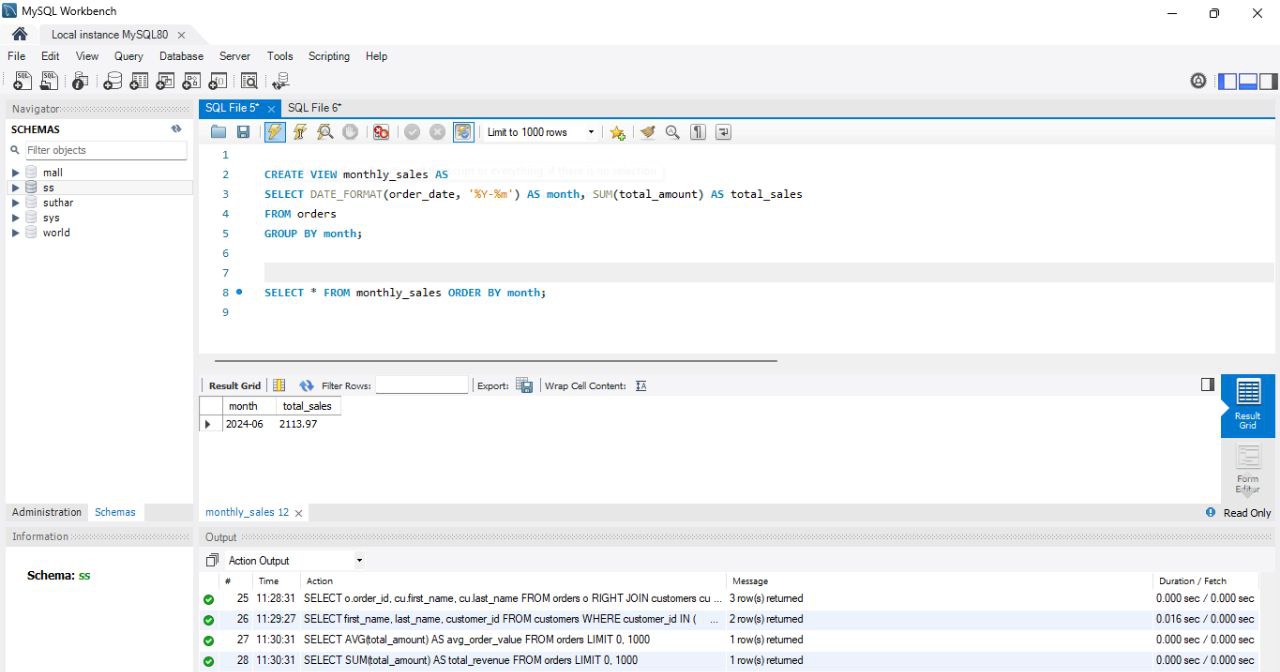 MySQL Workbench
Local instance MySQL80
File Edit View Query Database Server Tools Scripting Help
Navigator
SCHEMAS
Filter objects
mall
ss
suthar
sys
world
Administration Schemas
Information
Schema: ss
SQL File 5* SQL File 6*
Limit to 1000 rows
1
2 CREATE VIEW monthly_sales AS
3 SELECT DATE_FORMAT(order_date, '%Y-%m') AS month, SUM(total_amount) AS total_sales
4 FROM orders
5 GROUP BY month;
6
7
8 SELECT * FROM monthly_sales ORDER BY month;
9
Result Grid Filter Rows: Export: Wrap Cell Content:
month total_sales
2024-06 2113.97
Result Grid
Form Editor
monthly_sales 12
Read Only
Output
Action Output
# Time Action Message Duration / Fetch
25 11:28:31 SELECT o.order_id, cu.first_name, cu.last_name FROM orders o RIGHT JOIN customers cu ... 3 row(s) returned 0.000 sec / 0.000 sec
26 11:29:27 SELECT first_name, last_name, customer_id FROM customers WHERE customer_id IN ( ... 2 row(s) returned 0.016 sec / 0.000 sec
27 11:30:31 SELECT AVG(total_amount) AS avg_order_value FROM orders LIMIT 0, 1000 1 row(s) returned 0.000 sec / 0.000 sec
28 11:30:31 SELECT SUM(total_amount) AS total_revenue FROM orders LIMIT 0, 1000 1 row(s) returned 0.000 sec / 0.000 sec